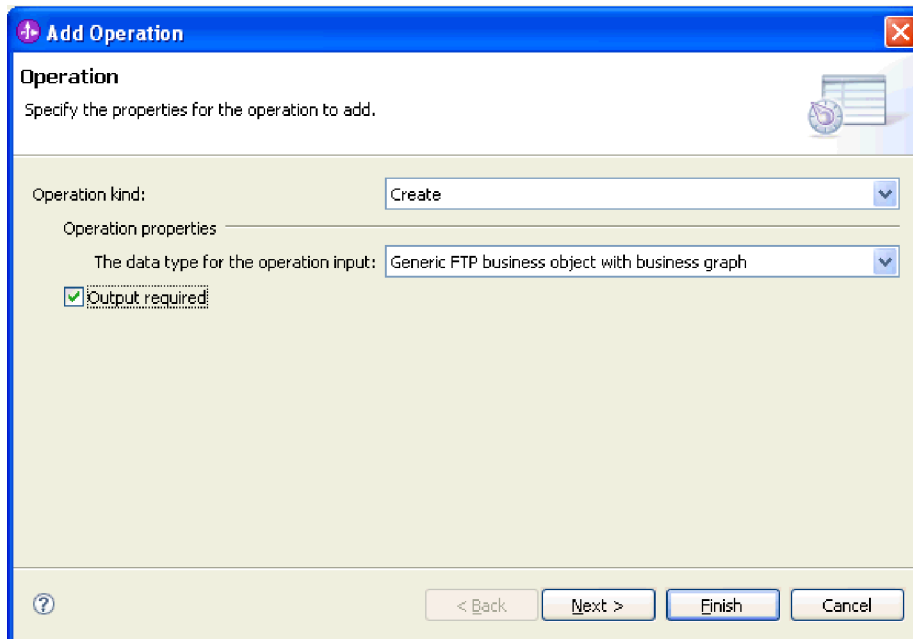 Add Operation
Operation
Specify the properties for the operation to add.
Operation kind: Create
Operation properties
The data type for the operation input: Generic FTP business object with business graph
Output required
? < Back Next > Finish Cancel